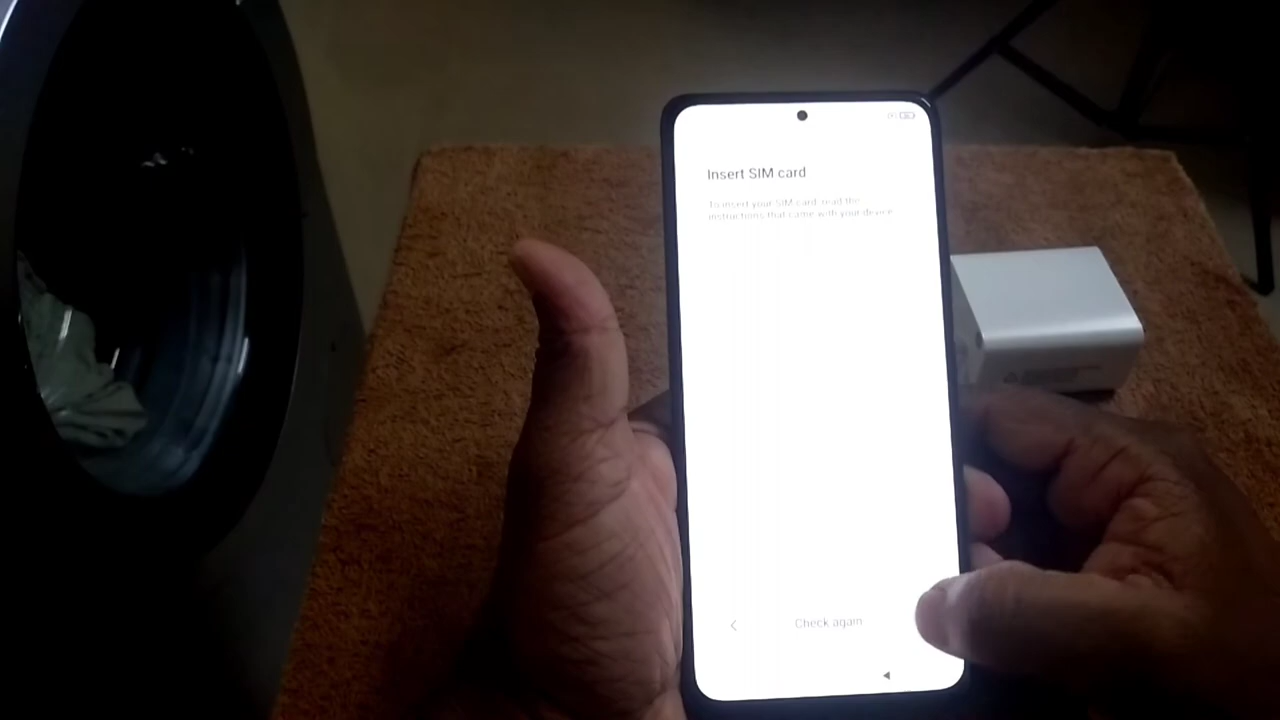 Insert SIM card
To insert your SIM card, read the
instructions that came with your device.
Check again